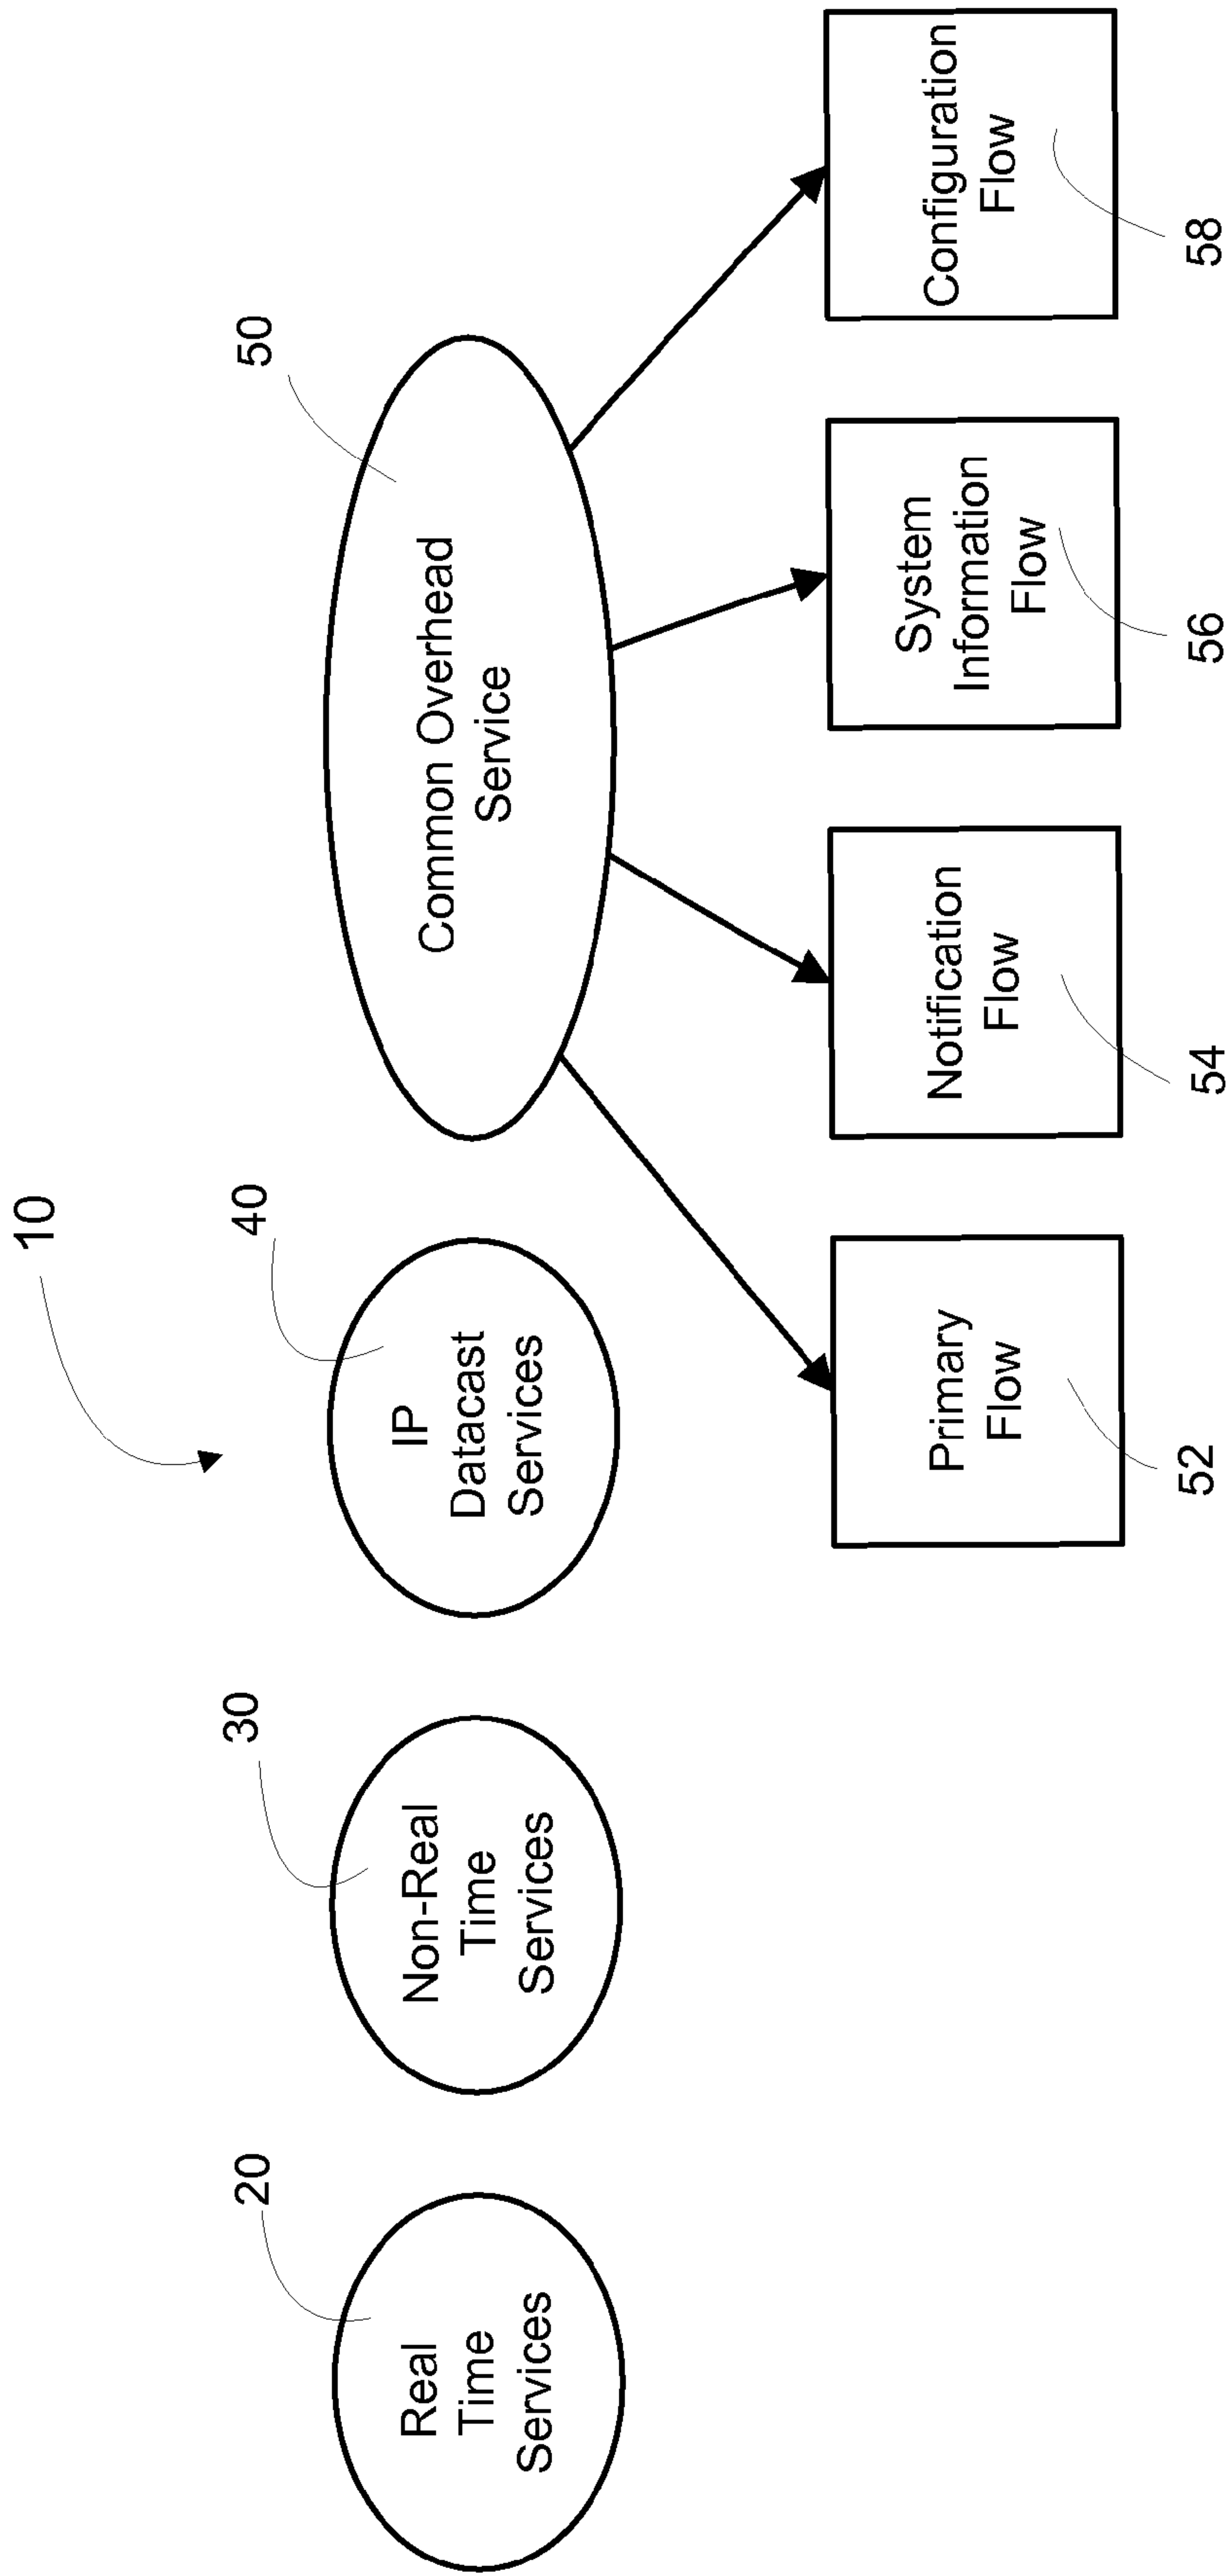 10
20
Real
Time
Services
30
Non-Real
Time
Services
40
IP
Datacast
Services
50
Common Overhead
Service
Primary
Flow
52
Notification
Flow
54
System
Information
Flow
56
Configuration
Flow
58